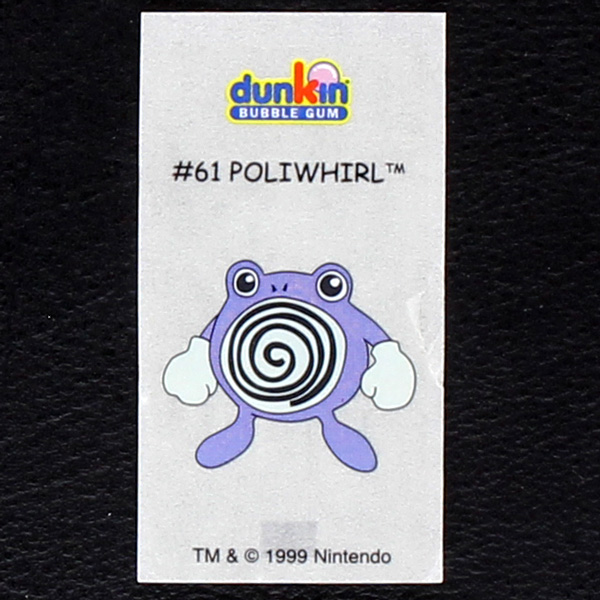 dunkin
BUBBLE GUM
#61 POLIWHIRL™
TM & © 1999 Nintendo